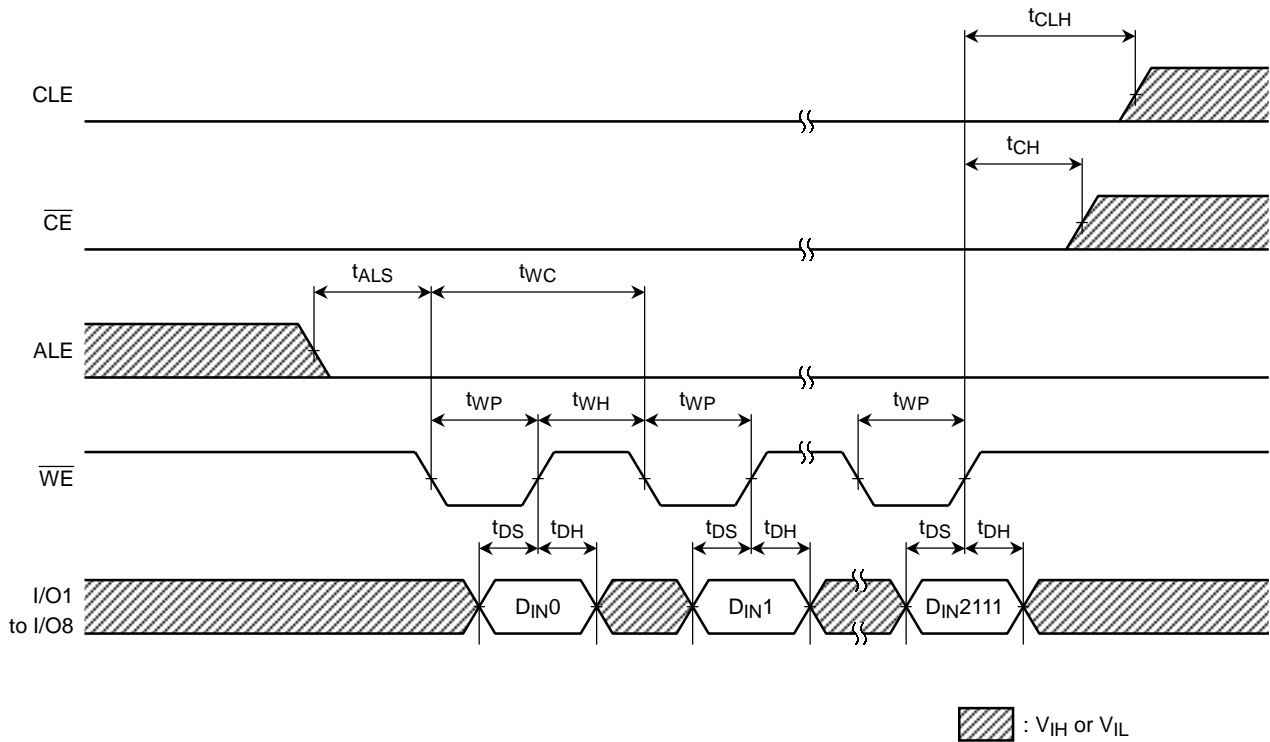 tCLH
CLE
tCH
CE
tALS
tWC
ALE
tWP
tWH
tWP
tWP
WE
tDS
tDH
tDS
tDH
tDS
tDH
I/O1
to I/O8
DIN0
DIN1
DIN2111
: VIH or VIL